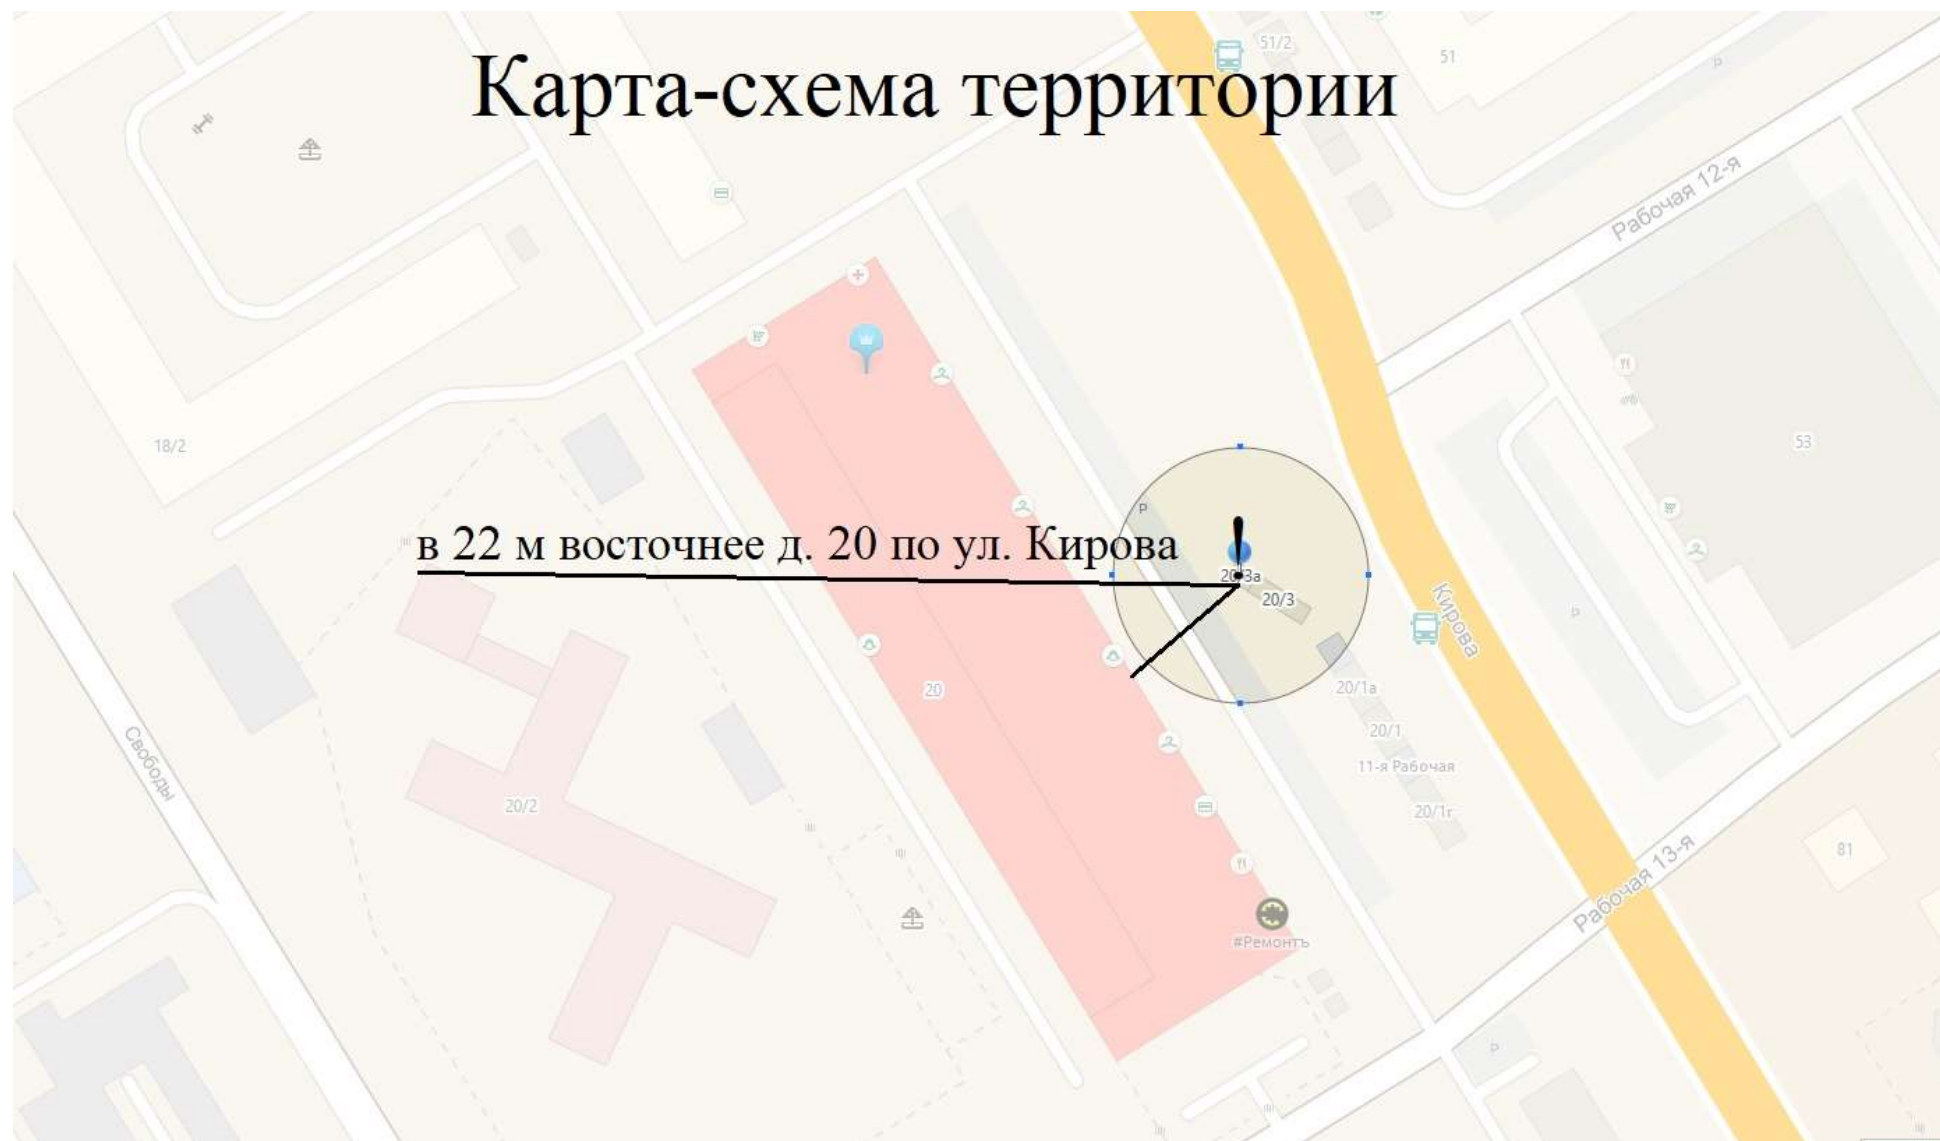 Карта-схема территории
51/2
51
P
Рабочая 12-я
18/2
53
P
в 22 м восточнее д. 20 по ул. Кирова
20/3а
20/3
Кирова
P
20
20/1а
20/1
11-я Рабочая
20/1г
Свободы
20/2
Рабочая 13-я
81
#Ремонтъ
P